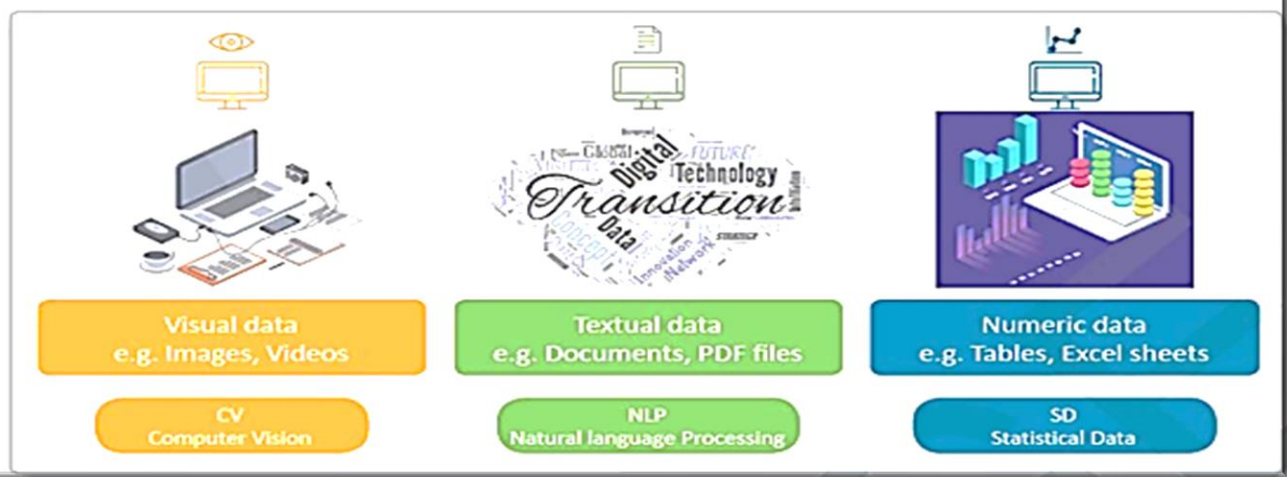 Global
Digital
FUTURE
Technology
Transition
Data
Concept
STRATEGY
Innovation
Network
Visual data
e.g. Images, Videos
Textual data
e.g. Documents, PDF files
Numeric data
e.g. Tables, Excel sheets
CV
Computer Vision
NLP
Natural language Processing
SD
Statistical Data